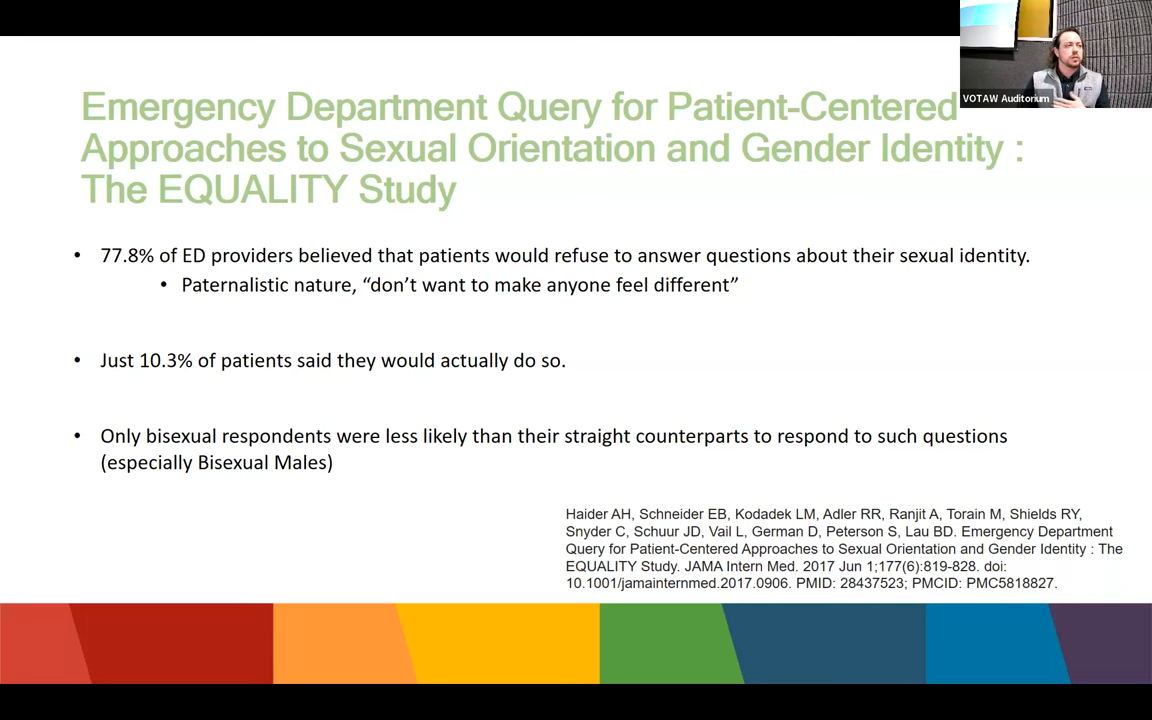 VOTAW Auditorium
Emergency Department Query for Patient-Centered
Approaches to Sexual Orientation and Gender Identity :
The EQUALITY Study
• 77.8% of ED providers believed that patients would refuse to answer questions about their sexual identity.
• Paternalistic nature, “don’t want to make anyone feel different”
• Just 10.3% of patients said they would actually do so.
• Only bisexual respondents were less likely than their straight counterparts to respond to such questions
(especially Bisexual Males)
Haider AH, Schneider EB, Kodadek LM, Adler RR, Ranjit A, Torain M, Shields RY,
Snyder C, Schuur JD, Vail L, German D, Peterson S, Lau BD. Emergency Department
Query for Patient-Centered Approaches to Sexual Orientation and Gender Identity : The
EQUALITY Study. JAMA Intern Med. 2017 Jun 1;177(6):819-828. doi:
10.1001/jamainternmed.2017.0906. PMID: 28437523; PMCID: PMC5818827.